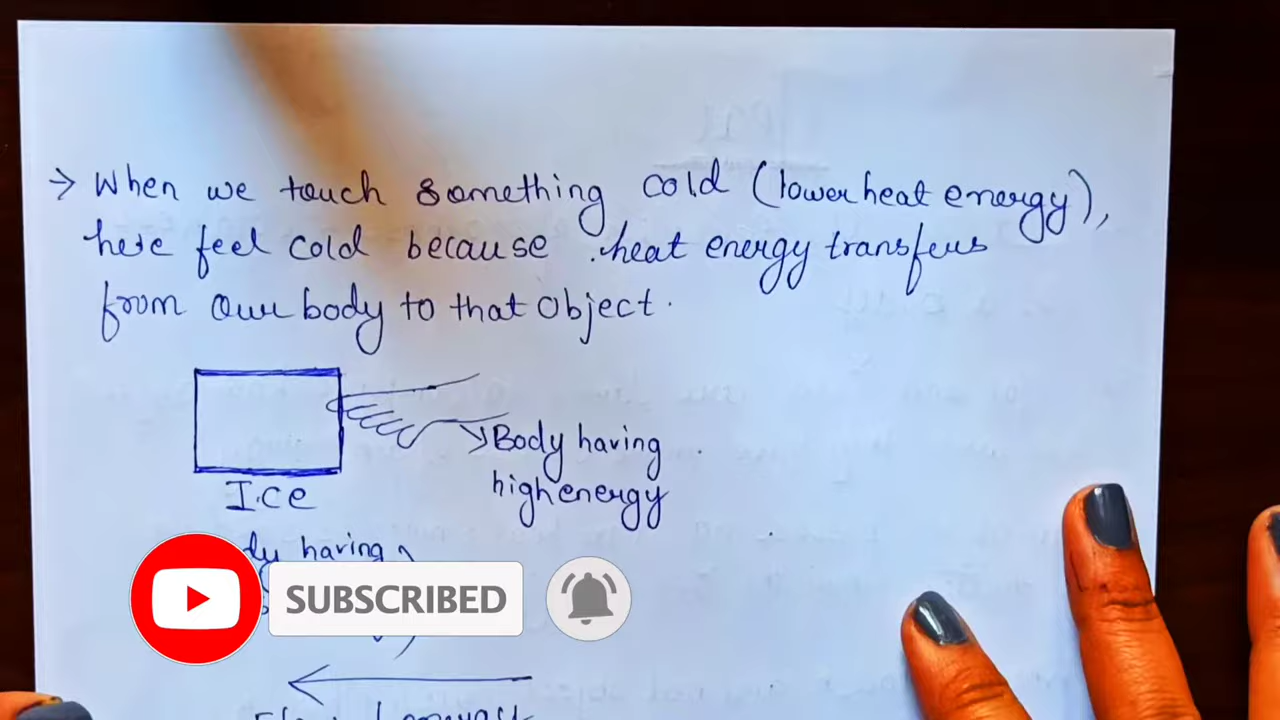 → When we touch something cold (lower heat energy),
here feel cold because heat energy transfers
from our body to that object.
Body having
high energy
Ice
having
SUBSCRIBED